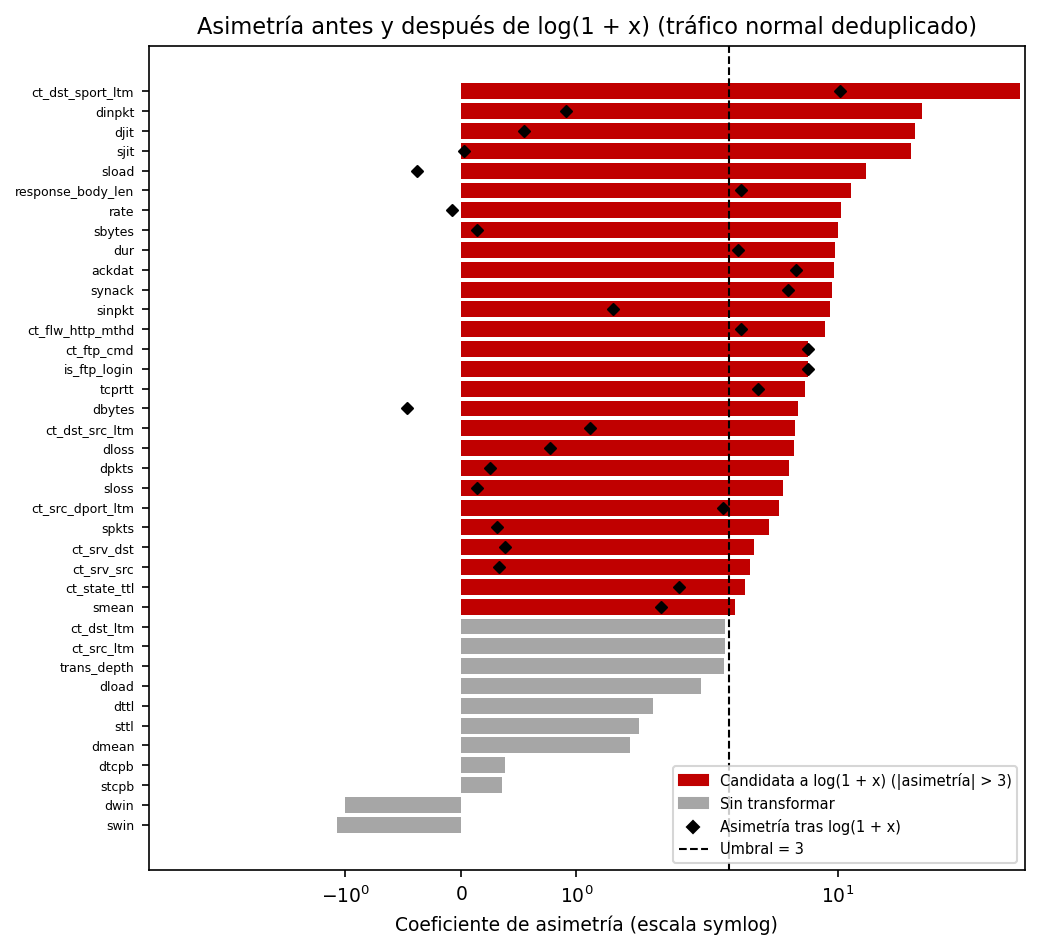 Asimetría antes y después de log(1 + x) (tráfico normal deduplicado)
ct_dst_sport_ltm
dinpkt
djit
sjit
sload
response_body_len
rate
sbytes
dur
ackdat
synack
sinpkt
ct_flw_http_mthd
ct_ftp_cmd
is_ftp_login
tcprtt
dbytes
ct_dst_src_ltm
dloss
dpkts
sloss
ct_src_dport_ltm
spkts
ct_srv_dst
ct_srv_src
ct_state_ttl
smean
ct_dst_ltm
ct_src_ltm
trans_depth
dload
dttl
sttl
dmean
dtcpb
stcpb
dwin
swin
Candidata a log(1 + x) (|asimetría| > 3)
Sin transformar
Asimetría tras log(1 + x)
Umbral = 3
−10⁰ 0 10⁰ 10¹
Coeficiente de asimetría (escala symlog)